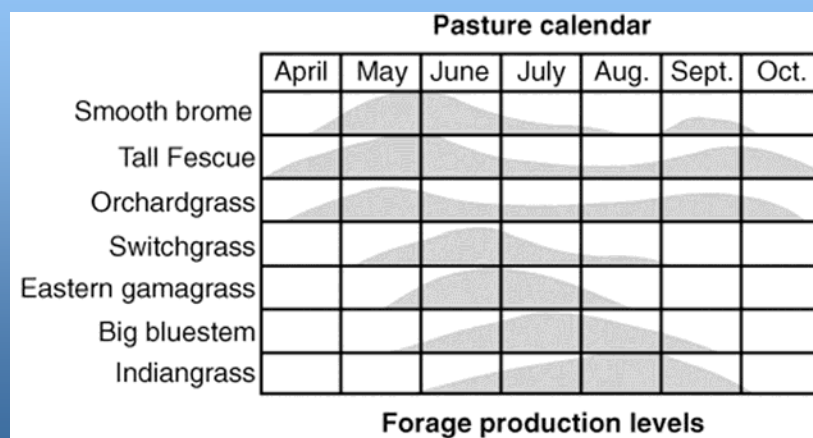 Pasture calendar
April May June July Aug. Sept. Oct.
Smooth brome
Tall Fescue
Orchardgrass
Switchgrass
Eastern gamagrass
Big bluestem
Indiangrass
Forage production levels